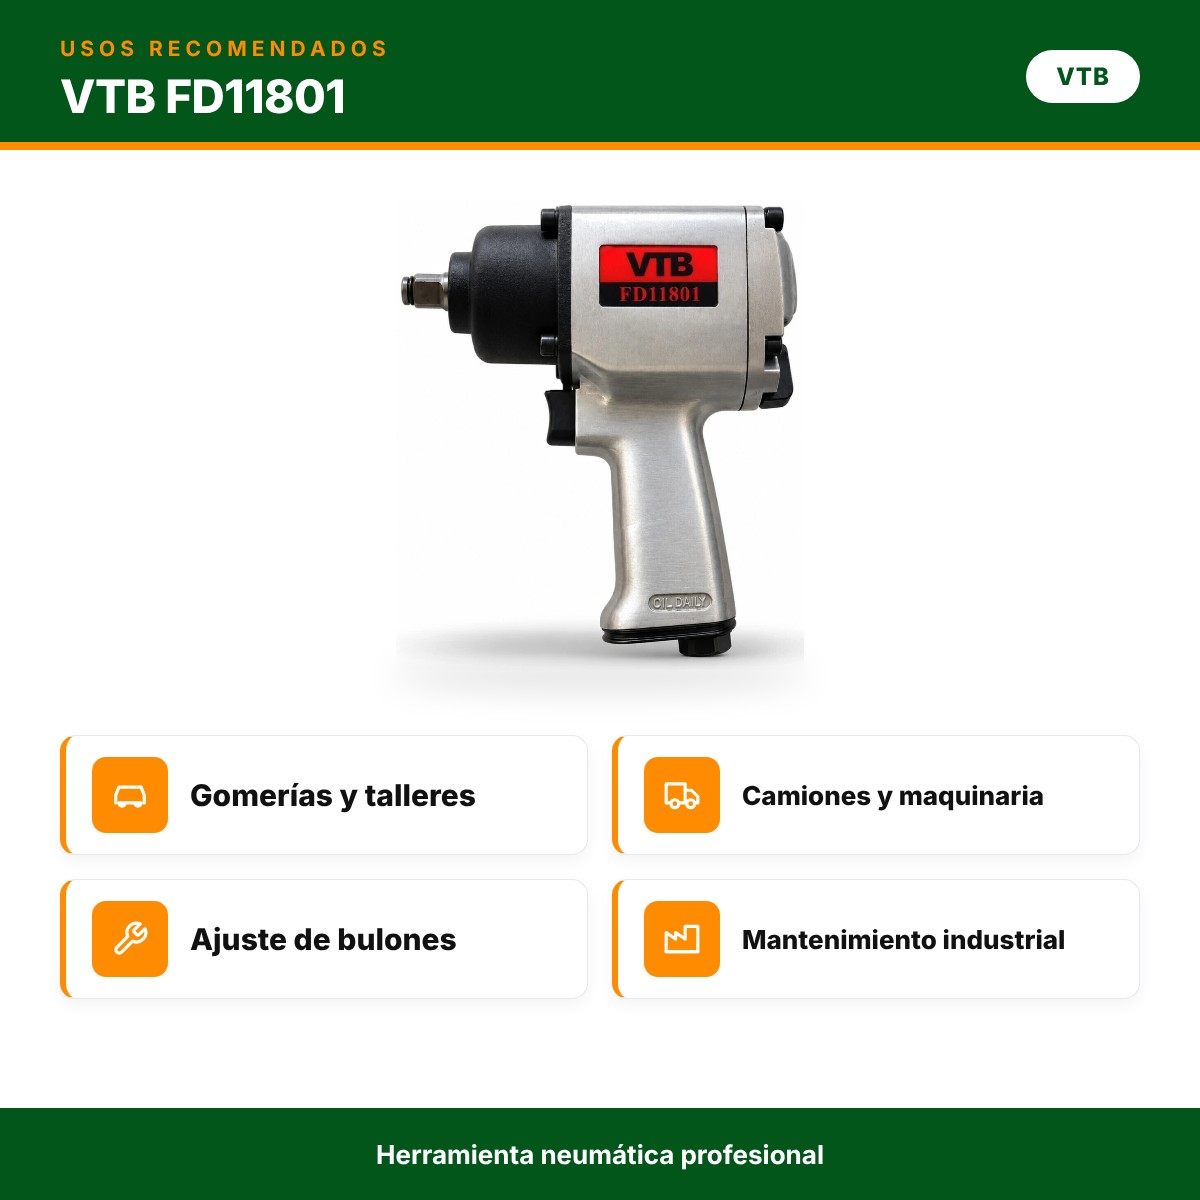 USOS RECOMENDADOS
VTB FD11801
VTB
VTB
FD11801
OIL DAILY
Gomerías y talleres
Camiones y maquinaria
Ajuste de bulones
Mantenimiento industrial
Herramienta neumática profesional